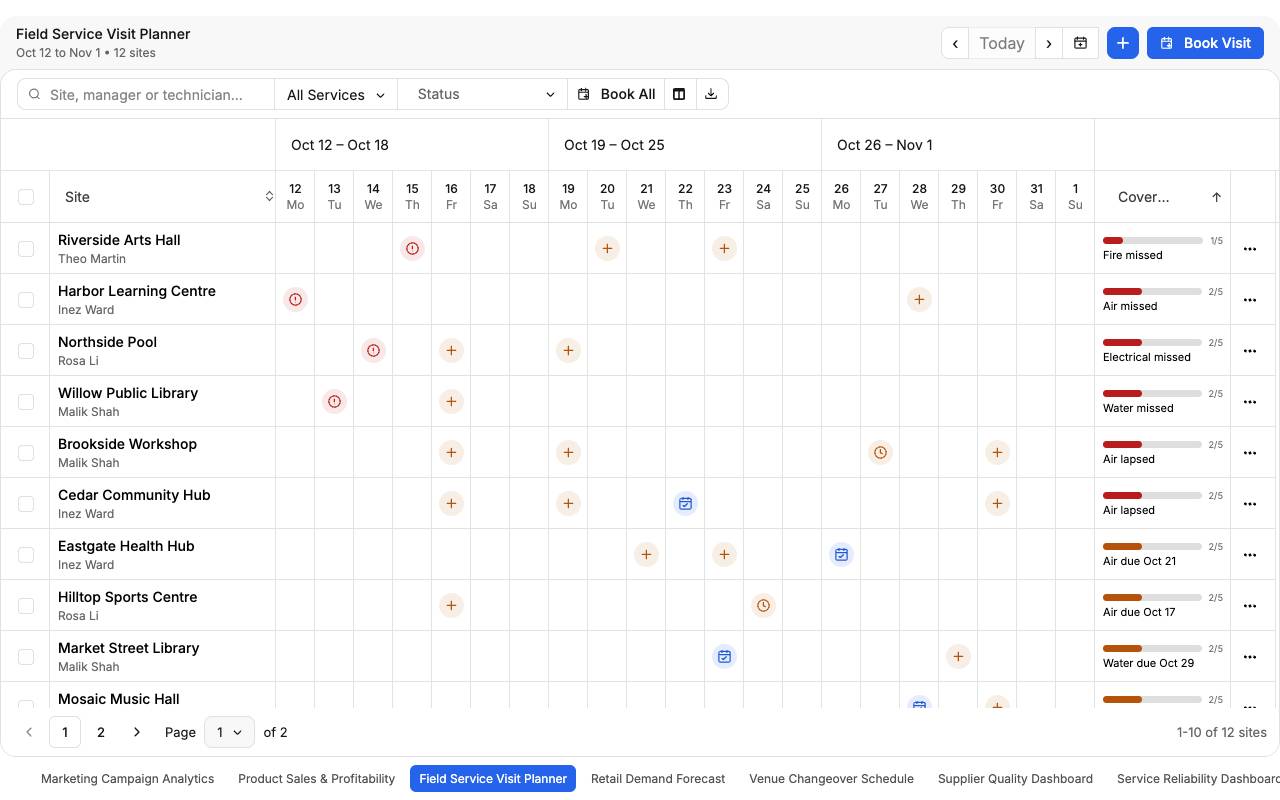 Field Service Visit Planner
Oct 12 to Nov 1 • 12 sites
Today
Book Visit
Site, manager or technician...
All Services
Status
Book All
Oct 12 – Oct 18
Oct 19 – Oct 25
Oct 26 – Nov 1
Site
12 Mo
13 Tu
14 We
15 Th
16 Fr
17 Sa
18 Su
19 Mo
20 Tu
21 We
22 Th
23 Fr
24 Sa
25 Su
26 Mo
27 Tu
28 We
29 Th
30 Fr
31 Sa
1 Su
Cover...
Riverside Arts Hall
Theo Martin
1/5
Fire missed
Harbor Learning Centre
Inez Ward
2/5
Air missed
Northside Pool
Rosa Li
2/5
Electrical missed
Willow Public Library
Malik Shah
2/5
Water missed
Brookside Workshop
Malik Shah
2/5
Air lapsed
Cedar Community Hub
Inez Ward
2/5
Air lapsed
Eastgate Health Hub
Inez Ward
2/5
Air due Oct 21
Hilltop Sports Centre
Rosa Li
2/5
Air due Oct 17
Market Street Library
Malik Shah
2/5
Water due Oct 29
Mosaic Music Hall
2/5
1
2
Page
1
of 2
1-10 of 12 sites
Marketing Campaign Analytics
Product Sales & Profitability
Field Service Visit Planner
Retail Demand Forecast
Venue Changeover Schedule
Supplier Quality Dashboard
Service Reliability Dashboard